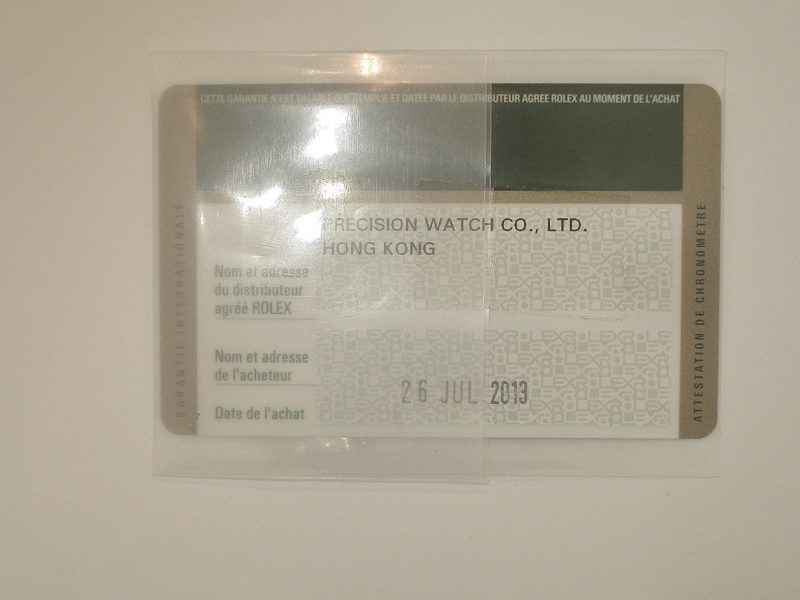 CETTE GARANTIE N'EST VALABLE QUE REMPLIE ET DATEE PAR LE DISTRIBUTEUR AGREE ROLEX AU MOMENT DE L'ACHAT
GARANTIE INTERNATIONALE
PRECISION WATCH CO., LTD.
HONG KONG
Nom et adresse
du distributeur
agréé ROLEX
Nom et adresse
de l'acheteur
26 JUL 2013
Date de l'achat
ATTESTATION DE CHRONOMETRE